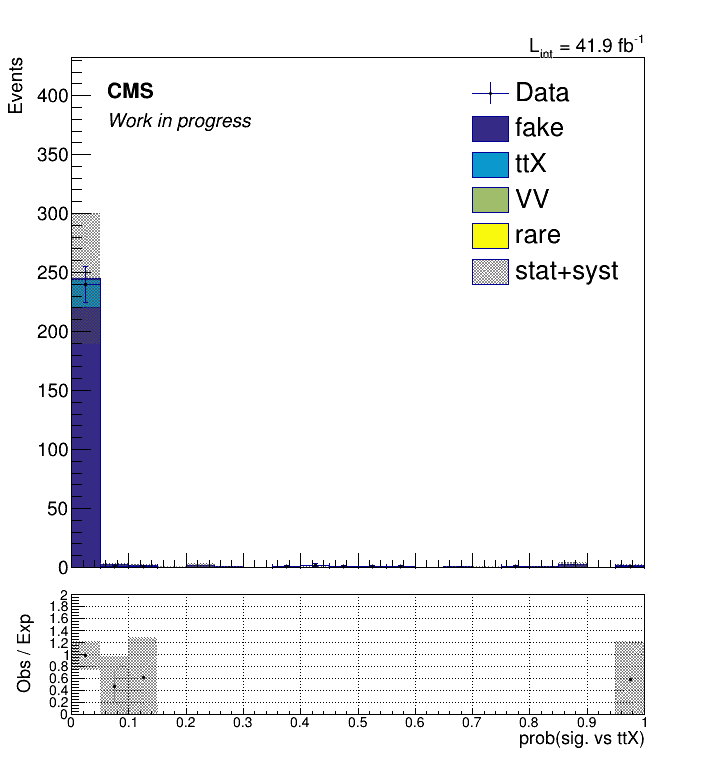 L_int = 41.9 fb^-1
Events
CMS
Work in progress
Data
fake
ttX
VV
rare
stat+syst
400
350
300
250
200
150
100
50
0
Obs / Exp
2
1.8
1.6
1.4
1.2
1
0.8
0.6
0.4
0.2
0
0 0.1 0.2 0.3 0.4 0.5 0.6 0.7 0.8 0.9 1
prob(sig. vs ttX)